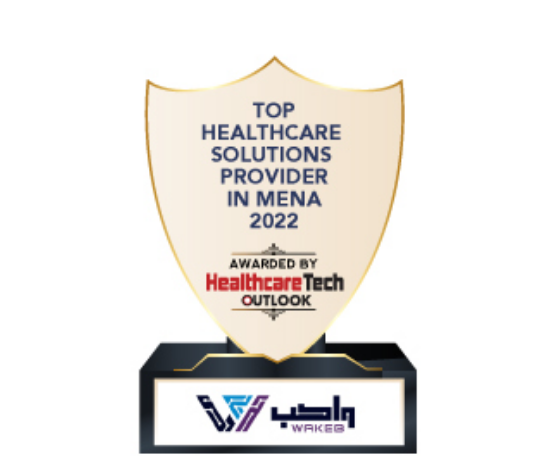 TOP
HEALTHCARE
SOLUTIONS
PROVIDER
IN MENA
2022
AWARDED BY
HealthcareTech
OUTLOOK
واكب
WAKEB